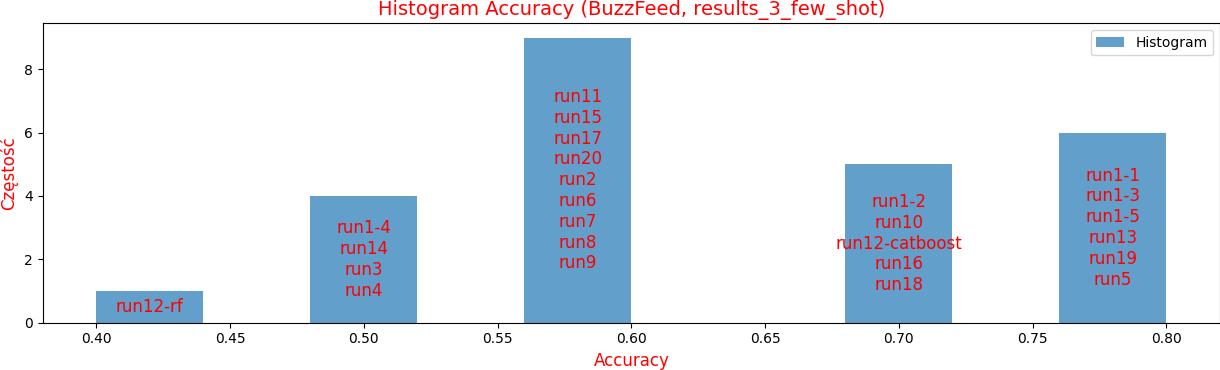 Histogram Accuracy (BuzzFeed, results_3_few_shot)
Histogram
Częstość
8
6
4
2
0
run12-rf
run1-4
run14
run3
run4
run11
run15
run17
run20
run2
run6
run7
run8
run9
run1-2
run10
run12-catboost
run16
run18
run1-1
run1-3
run1-5
run13
run19
run5
0.40 0.45 0.50 0.55 0.60 0.65 0.70 0.75 0.80
Accuracy